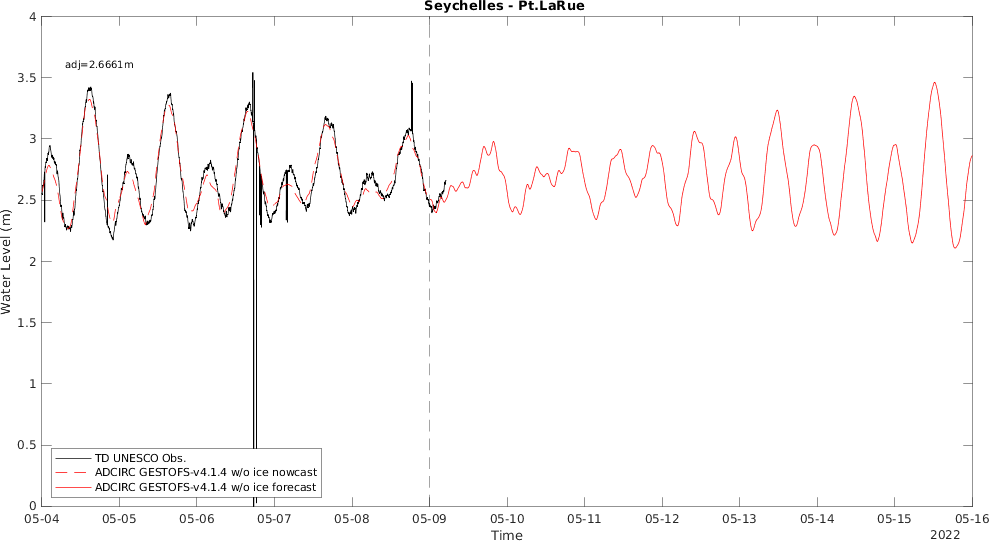 Seychelles - Pt.LaRue
adj=2.6661m
Water Level (m)
4
3.5
3
2.5
2
1.5
1
0.5
0
TD UNESCO Obs.
ADCIRC GESTOFS-v4.1.4 w/o ice nowcast
ADCIRC GESTOFS-v4.1.4 w/o ice forecast
05-04 05-05 05-06 05-07 05-08 05-09 05-10 05-11 05-12 05-13 05-14 05-15 05-16
Time
2022